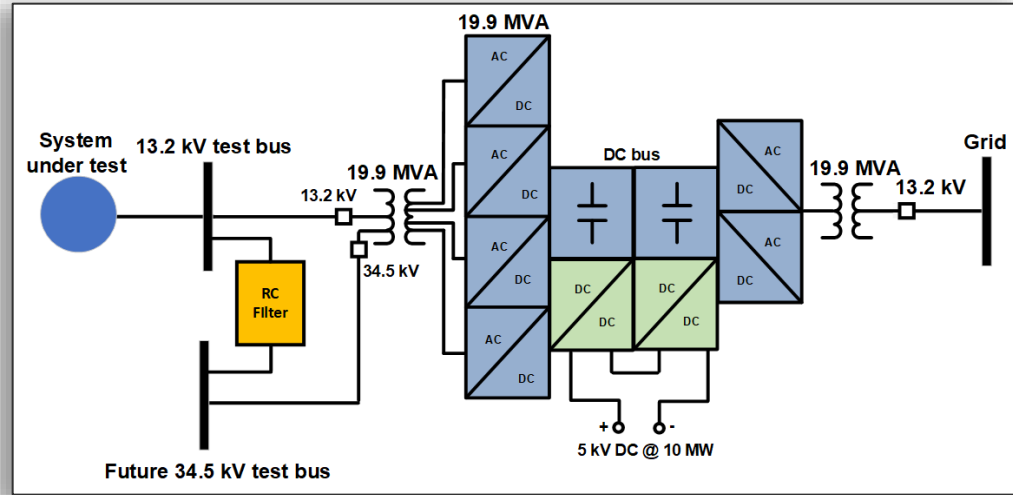 19.9 MVA
AC
DC
AC
DC
AC
DC
AC
DC
System
under test
13.2 kV test bus
19.9 MVA
13.2 kV
34.5 kV
RC
Filter
Future 34.5 kV test bus
DC bus
DC
DC
DC
DC
+ -
5 kV DC @ 10 MW
AC
DC
AC
DC
19.9 MVA
13.2 kV
Grid